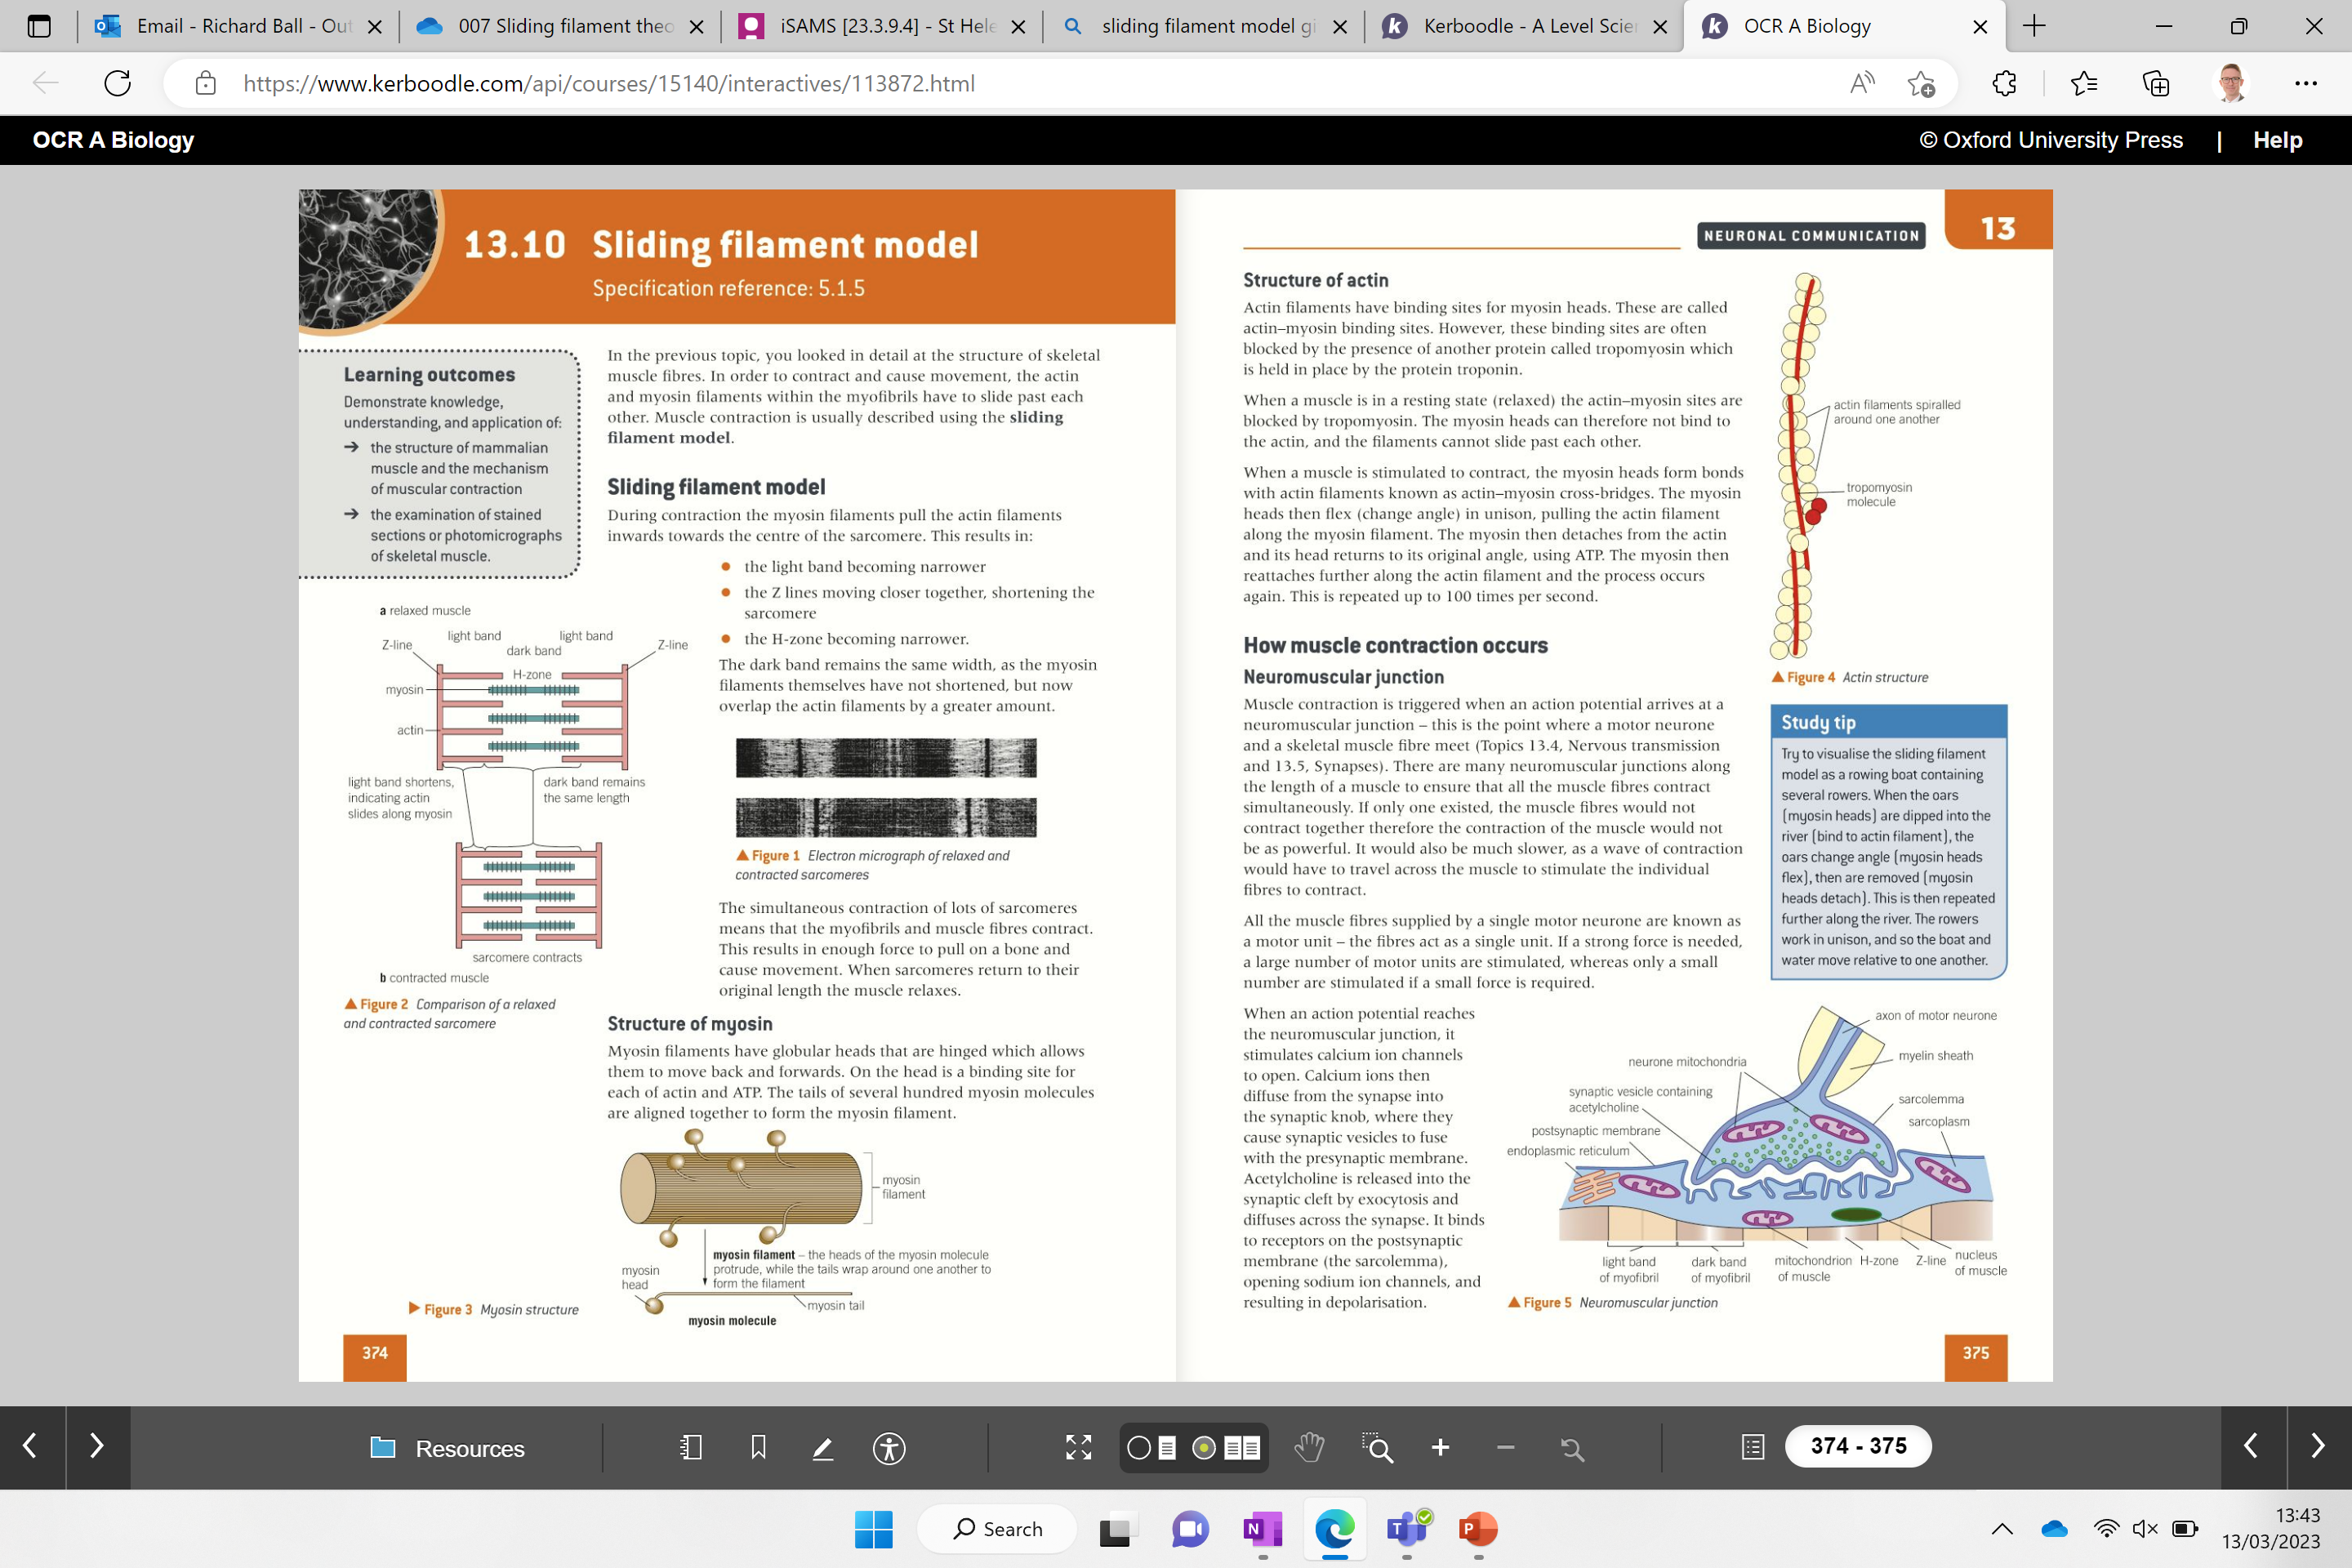 Email - Richard Ball - Out
007 Sliding filament theo
iSAMS [23.3.9.4] - St Hele
sliding filament model gi
Kerboodle - A Level Scier
OCR A Biology
https://www.kerboodle.com/api/courses/15140/interactives/113872.html
OCR A Biology
© Oxford University Press | Help
13.10 Sliding filament model
Specification reference: 5.1.5
Learning outcomes
Demonstrate knowledge,
understanding, and application of:
→ the structure of mammalian
muscle and the mechanism
of muscular contraction
→ the examination of stained
sections or photomicrographs
of skeletal muscle.
In the previous topic, you looked in detail at the structure of skeletal
muscle fibres. In order to contract and cause movement, the actin
and myosin filaments within the myofibrils have to slide past each
other. Muscle contraction is usually described using the sliding
filament model.
Sliding filament model
During contraction the myosin filaments pull the actin filaments
inwards towards the centre of the sarcomere. This results in:
• the light band becoming narrower
• the Z lines moving closer together, shortening the
sarcomere
• the H-zone becoming narrower.
The dark band remains the same width, as the myosin
filaments themselves have not shortened, but now
overlap the actin filaments by a greater amount.
▲ Figure 1 Electron micrograph of relaxed and
contracted sarcomeres
The simultaneous contraction of lots of sarcomeres
means that the myofibrils and muscle fibres contract.
This results in enough force to pull on a bone and
cause movement. When sarcomeres return to their
original length the muscle relaxes.
a relaxed muscle
Z-line
light band
dark band
light band
Z-line
H-zone
myosin
actin
light band shortens,
indicating actin
slides along myosin
dark band remains
the same length
sarcomere contracts
b contracted muscle
▲ Figure 2 Comparison of a relaxed
and contracted sarcomere
Structure of myosin
Myosin filaments have globular heads that are hinged which allows
them to move back and forwards. On the head is a binding site for
each of actin and ATP. The tails of several hundred myosin molecules
are aligned together to form the myosin filament.
myosin
filament
myosin filament – the heads of the myosin molecule
protrude, while the tails wrap around one another to
form the filament
myosin
head
myosin tail
myosin molecule
▶ Figure 3 Myosin structure
374
NEURONAL COMMUNICATION
13
Structure of actin
Actin filaments have binding sites for myosin heads. These are called
actin–myosin binding sites. However, these binding sites are often
blocked by the presence of another protein called tropomyosin which
is held in place by the protein troponin.
When a muscle is in a resting state (relaxed) the actin–myosin sites are
blocked by tropomyosin. The myosin heads can therefore not bind to
the actin, and the filaments cannot slide past each other.
When a muscle is stimulated to contract, the myosin heads form bonds
with actin filaments known as actin–myosin cross-bridges. The myosin
heads then flex (change angle) in unison, pulling the actin filament
along the myosin filament. The myosin then detaches from the actin
and its head returns to its original angle, using ATP. The myosin then
reattaches further along the actin filament and the process occurs
again. This is repeated up to 100 times per second.
How muscle contraction occurs
Neuromuscular junction
Muscle contraction is triggered when an action potential arrives at a
neuromuscular junction – this is the point where a motor neurone
and a skeletal muscle fibre meet (Topics 13.4, Nervous transmission
and 13.5, Synapses). There are many neuromuscular junctions along
the length of a muscle to ensure that all the muscle fibres contract
simultaneously. If only one existed, the muscle fibres would not
contract together therefore the contraction of the muscle would not
be as powerful. It would also be much slower, as a wave of contraction
would have to travel across the muscle to stimulate the individual
fibres to contract.
All the muscle fibres supplied by a single motor neurone are known as
a motor unit – the fibres act as a single unit. If a strong force is needed,
a large number of motor units are stimulated, whereas only a small
number are stimulated if a small force is required.
When an action potential reaches
the neuromuscular junction, it
stimulates calcium ion channels
to open. Calcium ions then
diffuse from the synapse into
the synaptic knob, where they
cause synaptic vesicles to fuse
with the presynaptic membrane.
Acetylcholine is released into the
synaptic cleft by exocytosis and
diffuses across the synapse. It binds
to receptors on the postsynaptic
membrane (the sarcolemma),
opening sodium ion channels, and
resulting in depolarisation.
actin filaments spiralled
around one another
tropomyosin
molecule
▲ Figure 4 Actin structure
Study tip
Try to visualise the sliding filament
model as a rowing boat containing
several rowers. When the oars
(myosin heads) are dipped into the
river (bind to actin filament), the
oars change angle (myosin heads
flex), then are removed (myosin
heads detach). This is then repeated
further along the river. The rowers
work in unison, and so the boat and
water move relative to one another.
axon of motor neurone
myelin sheath
neurone mitochondria
synaptic vesicle containing
acetylcholine
sarcolemma
sarcoplasm
postsynaptic membrane
endoplasmic reticulum
light band
of myofibril
dark band
of myofibril
mitochondrion
of muscle
H-zone
Z-line
nucleus
of muscle
▲ Figure 5 Neuromuscular junction
375
Resources
374 - 375
Search
13:43
13/03/2023